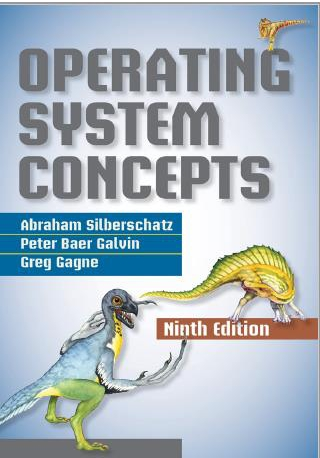 OPERATING
SYSTEM
CONCEPTS
Abraham Silberschatz
Peter Baer Galvin
Greg Gagne
Ninth Edition